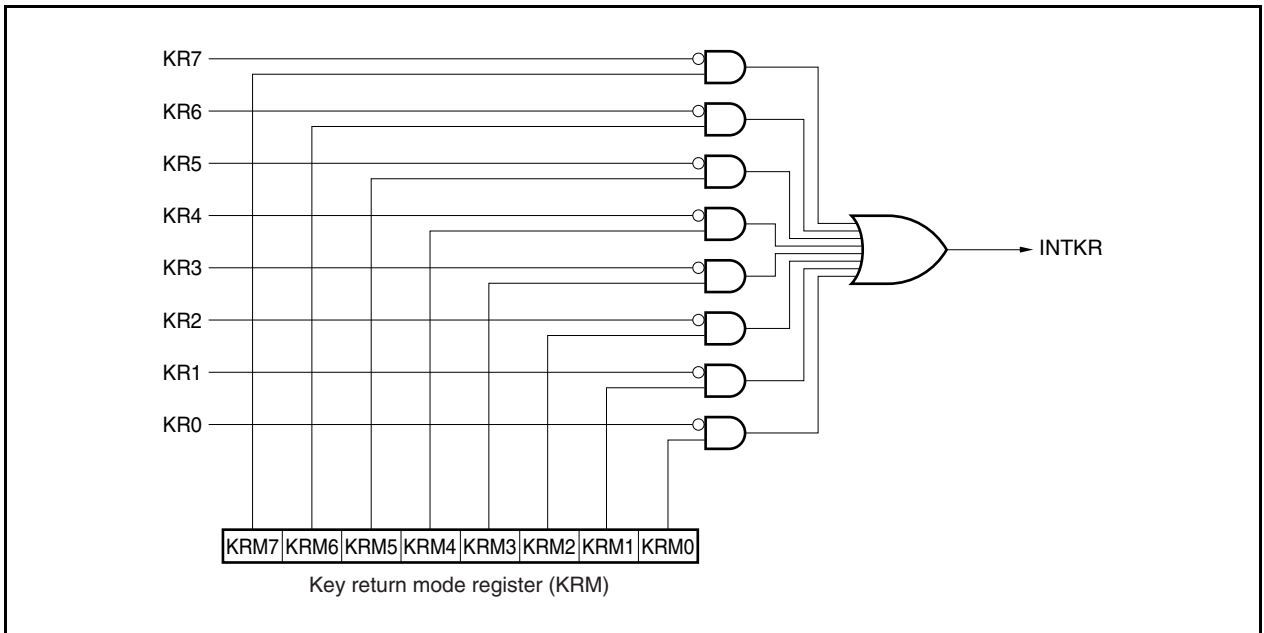 KR7
KR6
KR5
KR4
KR3
KR2
KR1
KR0
INTKR
KRM7 KRM6 KRM5 KRM4 KRM3 KRM2 KRM1 KRM0
Key return mode register (KRM)